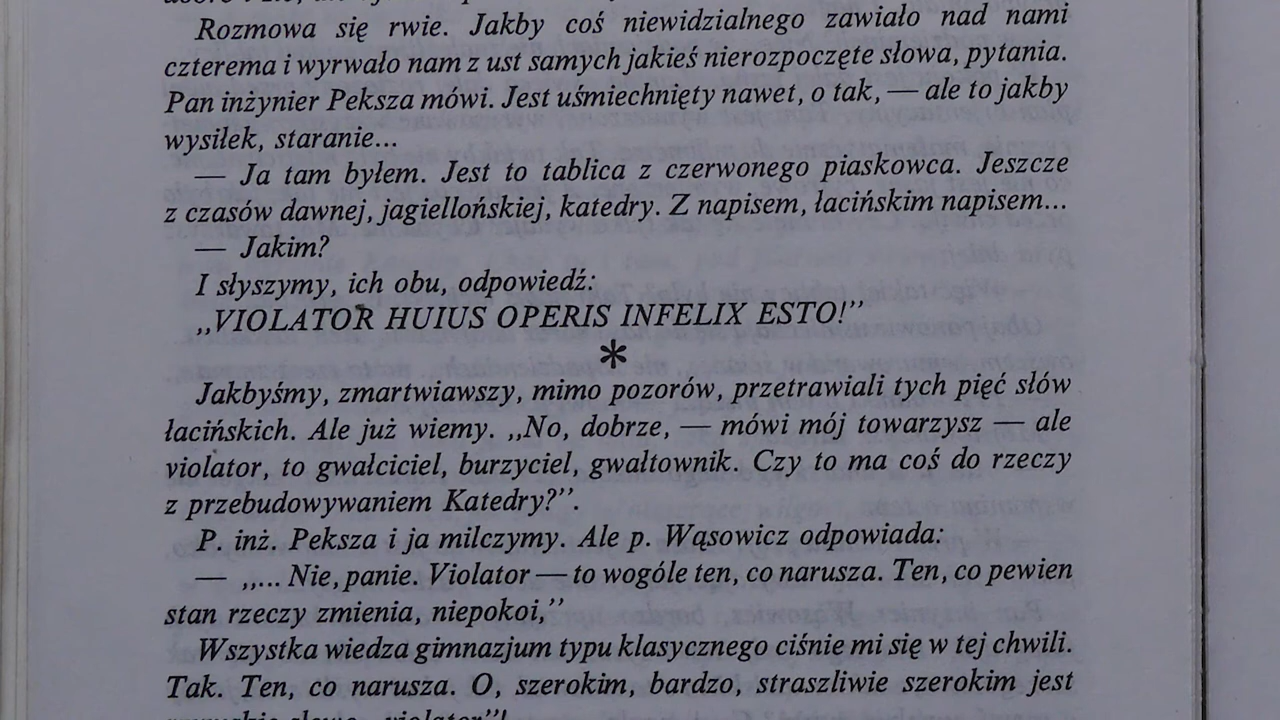 Rozmowa się rwie. Jakby coś niewidzialnego zawiało nad nami
czterema i wyrwało nam z ust samych jakieś nierozpoczęte słowa, pytania.
Pan inżynier Peksza mówi. Jest uśmiechnięty nawet, o tak, — ale to jakby
wysiłek, staranie...
— Ja tam byłem. Jest to tablica z czerwonego piaskowca. Jeszcze
z czasów dawnej, jagiellońskiej, katedry. Z napisem, łacińskim napisem...
— Jakim?
I słyszymy, ich obu, odpowiedź:
„VIOLATOR HUIUS OPERIS INFELIX ESTO!”
*
Jakbyśmy, zmartwiawszy, mimo pozorów, przetrawiali tych pięć słów
łacińskich. Ale już wiemy. „No, dobrze, — mówi mój towarzysz — ale
violator, to gwałciciel, burzyciel, gwałtownik. Czy to ma coś do rzeczy
z przebudowywaniem Katedry?”.
P. inż. Peksza i ja milczymy. Ale p. Wąsowicz odpowiada:
— „... Nie, panie. Violator — to wogóle ten, co narusza. Ten, co pewien
stan rzeczy zmienia, niepokoi,”
Wszystka wiedza gimnazjum typu klasycznego ciśnie mi się w tej chwili.
Tak. Ten, co narusza. O, szerokim, bardzo, straszliwie szerokim jest